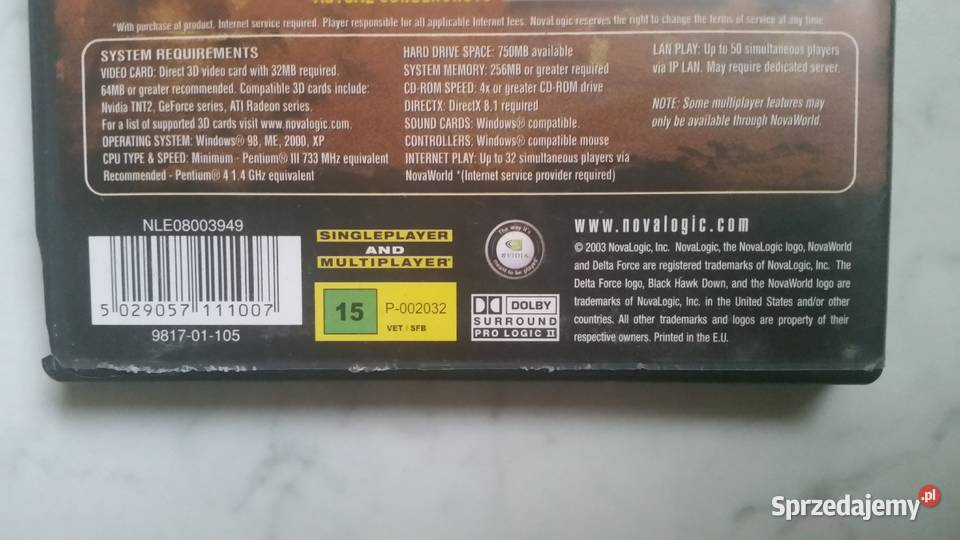 *With purchase of product. Internet service required. Player responsible for all applicable Internet fees. NovaLogic reserves the right to change the terms of service at any time.
SYSTEM REQUIREMENTS
VIDEO CARD: Direct 3D video card with 32MB required.
64MB or greater recommended. Compatible 3D cards include:
Nvidia TNT2, GeForce series, ATI Radeon series.
For a list of supported 3D cards visit www.novalogic.com.
OPERATING SYSTEM: Windows® 98, ME, 2000, XP
CPU TYPE & SPEED: Minimum - Pentium® III 733 MHz equivalent
Recommended - Pentium® 4 1.4 GHz equivalent
HARD DRIVE SPACE: 750MB available
SYSTEM MEMORY: 256MB or greater required
CD-ROM SPEED: 4x or greater CD-ROM drive
DIRECTX: DirectX 8.1 required
SOUND CARDS: Windows® compatible.
CONTROLLERS: Windows® compatible mouse
INTERNET PLAY: Up to 32 simultaneous players via
NovaWorld *(Internet service provider required)
LAN PLAY: Up to 50 simultaneous players
via IP LAN. May require dedicated server.
NOTE: Some multiplayer features may
only be available through NovaWorld.
NLE08003949
5 029057 111007
9817-01-105
SINGLEPLAYER
AND
MULTIPLAYER*
15 P-002032
VET / SFB
The way it's
NVIDIA
meant to be played
DOLBY
SURROUND
PRO LOGIC II
www.novalogic.com
© 2003 NovaLogic, Inc. NovaLogic, the NovaLogic logo, NovaWorld
and Delta Force are registered trademarks of NovaLogic, Inc. The
Delta Force logo, Black Hawk Down, and the NovaWorld logo are
trademarks of NovaLogic, Inc. in the United States and/or other
countries. All other trademarks and logos are property of their
respective owners. Printed in the E.U.
Sprzedajemy.pl